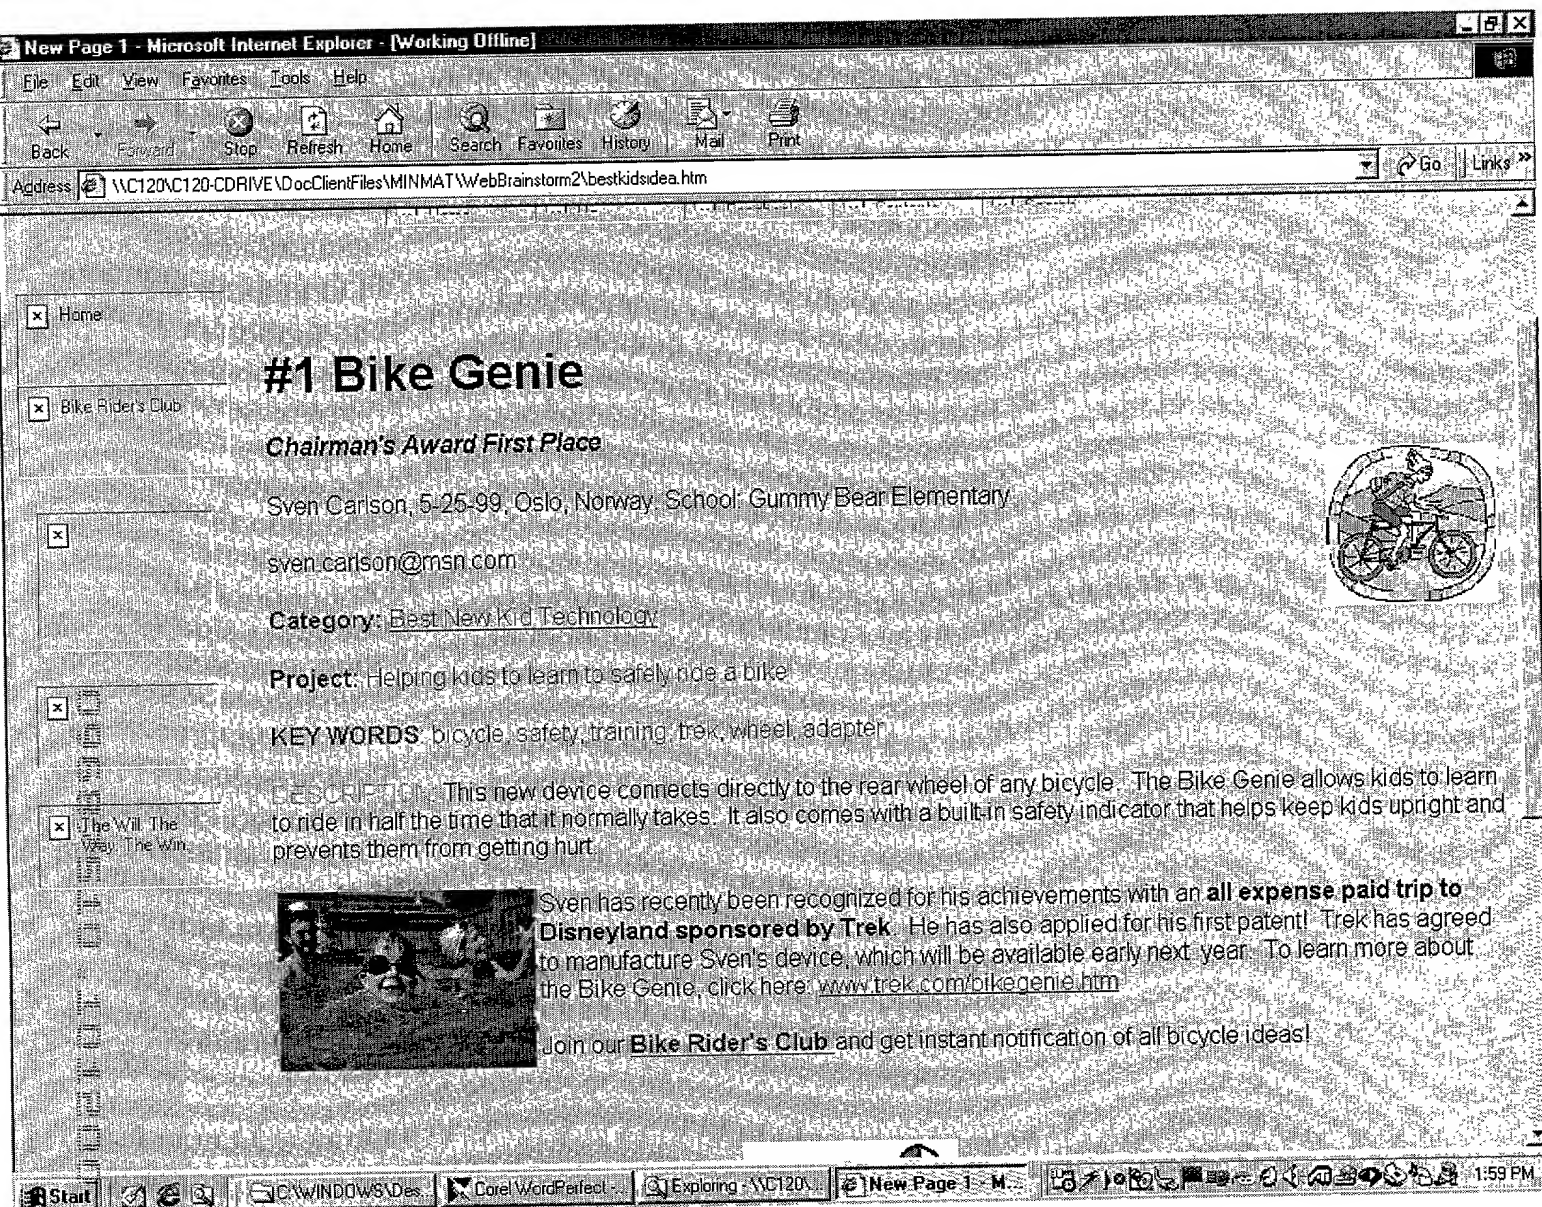 New Page 1 - Microsoft Internet Explorer - [Working Offline]
File Edit View Favorites Tools Help
Back Forward Stop Refresh Home Search Favorites History Mail Print
Address \\C120\C120-CDRIVE\DocClientFiles\MINMAT\WebBrainstorm2\bestkidsidea.htm Go Links »
Home
#1 Bike Genie
Bike Rider's Club
Chairman's Award First Place
Sven Carlson, 5-25-99, Oslo, Norway, School: Gummy Bear Elementary
sven.carlson@msn.com
Category: Best New Kid Technology
Project: Helping kids to learn to safely ride a bike
KEY WORDS: bicycle, safety, training, trek, wheel, adapter
DESCRIPTION: This new device connects directly to the rear wheel of any bicycle. The Bike Genie allows kids to learn
to ride in half the time that it normally takes. It also comes with a built-in safety indicator that helps keep kids upright and
prevents them from getting hurt.
The Will. The
Way. The Win.
Sven has recently been recognized for his achievements with an all expense paid trip to
Disneyland sponsored by Trek. He has also applied for his first patent! Trek has agreed
to manufacture Sven's device, which will be available early next year. To learn more about
the Bike Genie, click here: www.trek.com/bikegenie.htm
Join our Bike Rider's Club and get instant notification of all bicycle ideas!
Start C:\WINDOWS\Des... Corel WordPerfect -... Exploring - \\C120\... New Page 1 - M... 1:59 PM